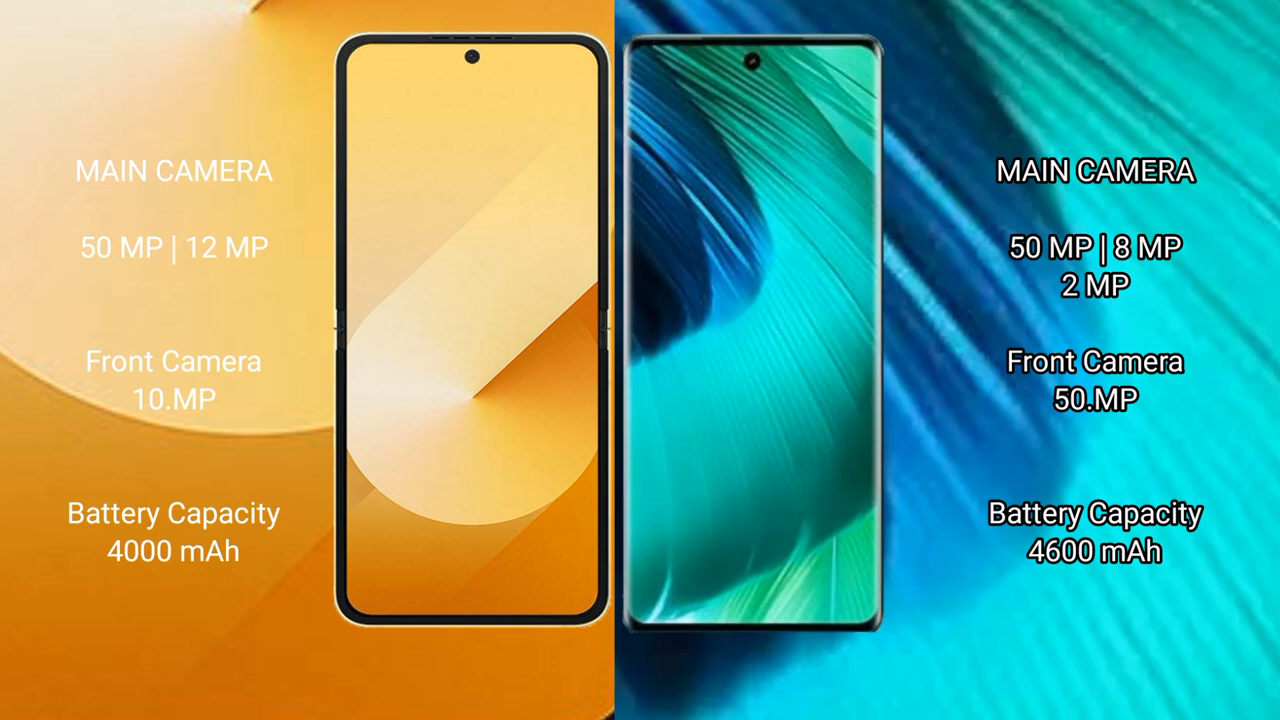 MAIN CAMERA
50 MP | 12 MP
Front Camera
10.MP
Battery Capacity
4000 mAh
MAIN CAMERA
50 MP | 8 MP
2 MP
Front Camera
50.MP
Battery Capacity
4600 mAh